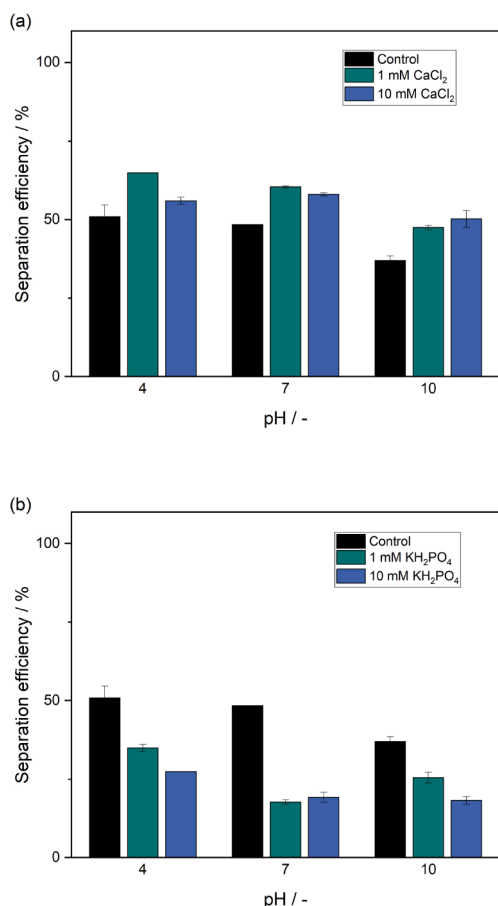 (a)
Separation efficiency / %
100
50
0
Control
1 mM CaCl₂
10 mM CaCl₂
4 7 10
pH / -
(b)
Separation efficiency / %
100
50
0
Control
1 mM KH₂PO₄
10 mM KH₂PO₄
4 7 10
pH / -